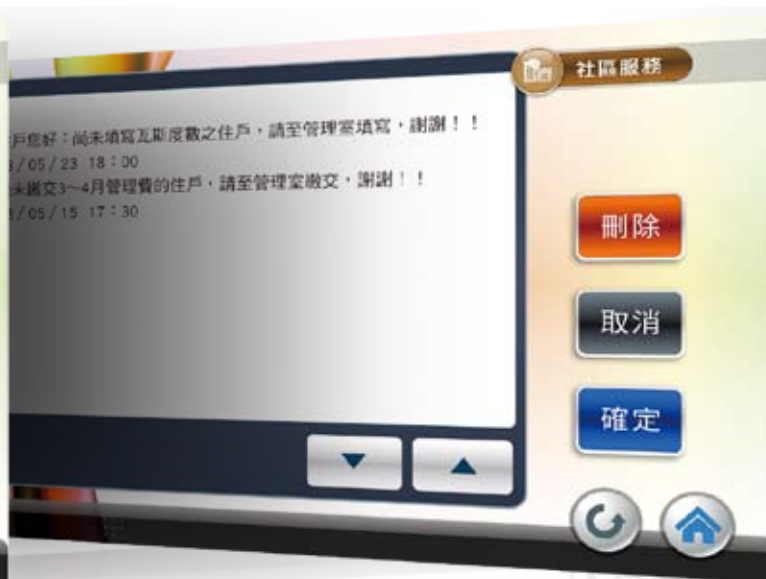 社區服務
戶您好：尚未填寫瓦斯度數之住戶，請至管理室填寫，謝謝！！
/05/23 18：00
未繳交3～4月管理費的住戶，請至管理室繳交，謝謝！！
/05/15 17：30
刪除
取消
確定